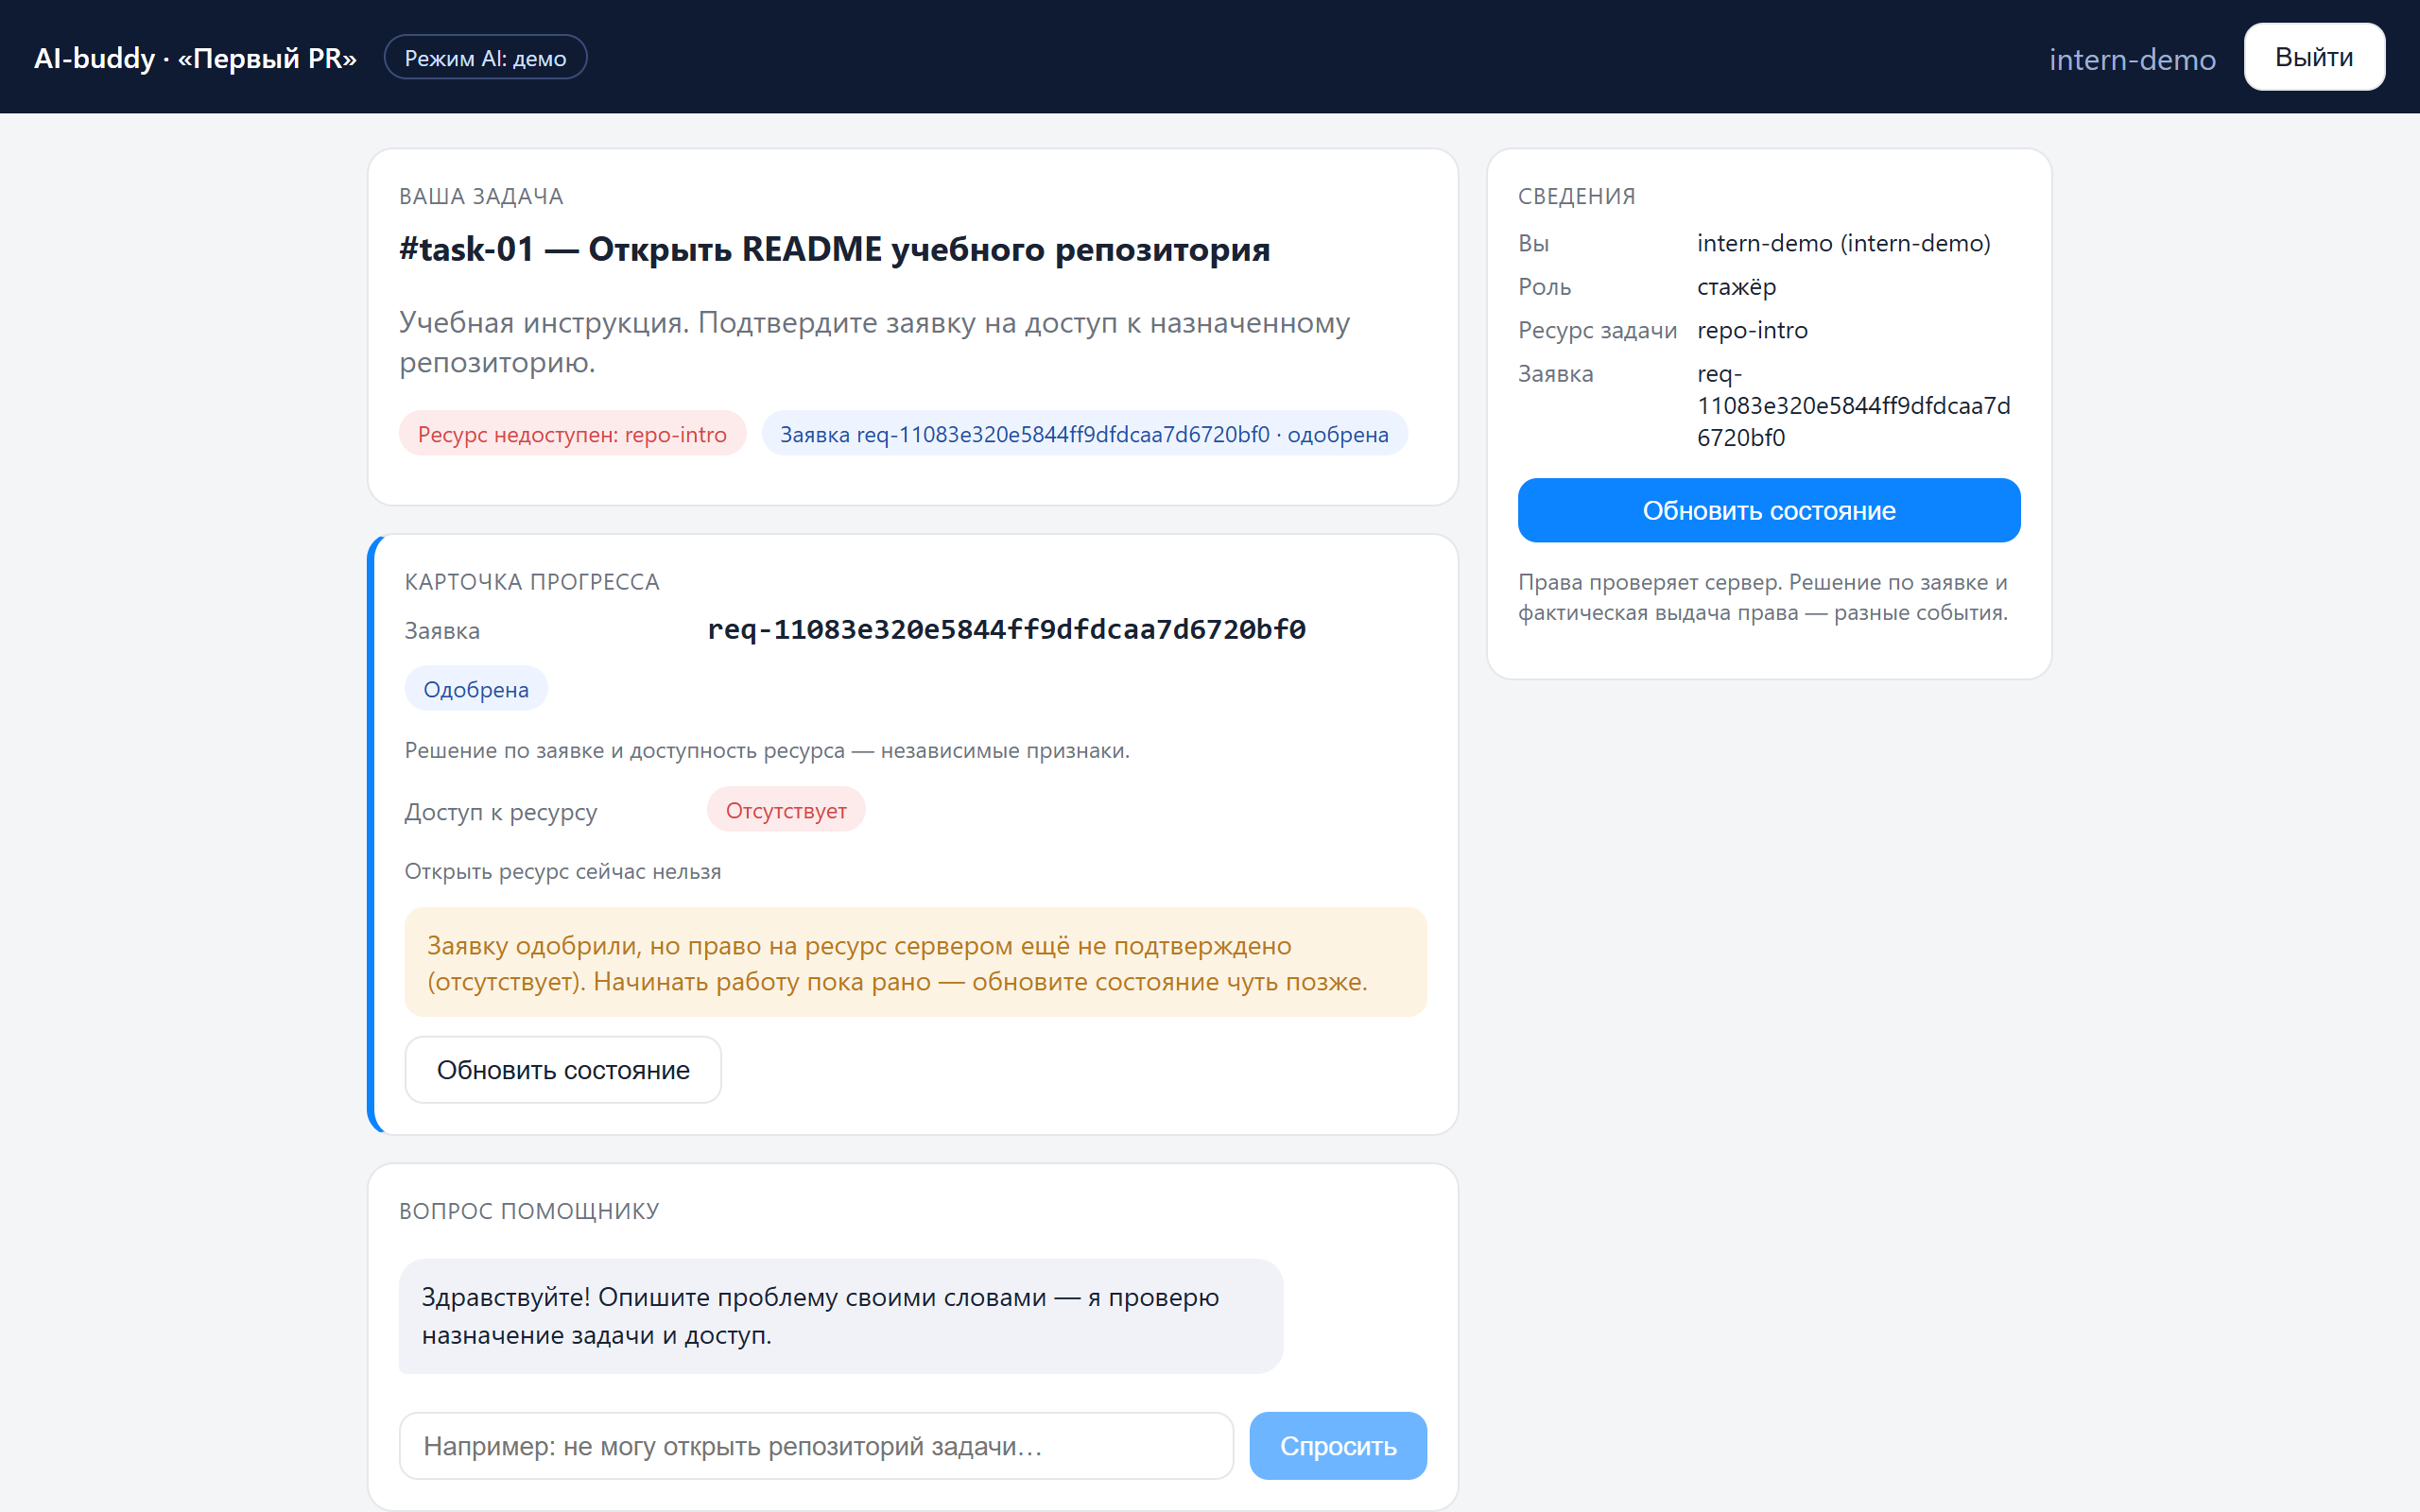 AI-buddy · «Первый PR»
Режим AI: демо
intern-demo
Выйти
ВАША ЗАДАЧА
#task-01 — Открыть README учебного репозитория
Учебная инструкция. Подтвердите заявку на доступ к назначенному
репозиторию.
Ресурс недоступен: repo-intro
Заявка req-11083e320e5844ff9dfdcaa7d6720bf0 · одобрена
КАРТОЧКА ПРОГРЕССА
Заявка req-11083e320e5844ff9dfdcaa7d6720bf0
Одобрена
Решение по заявке и доступность ресурса — независимые признаки.
Доступ к ресурсу Отсутствует
Открыть ресурс сейчас нельзя
Заявку одобрили, но право на ресурс сервером ещё не подтверждено
(отсутствует). Начинать работу пока рано — обновите состояние чуть позже.
Обновить состояние
ВОПРОС ПОМОЩНИКУ
Здравствуйте! Опишите проблему своими словами — я проверю
назначение задачи и доступ.
Например: не могу открыть репозиторий задачи…
Спросить
СВЕДЕНИЯ
Вы intern-demo (intern-demo)
Роль стажёр
Ресурс задачи repo-intro
Заявка req-
11083e320e5844ff9dfdcaa7d
6720bf0
Обновить состояние
Права проверяет сервер. Решение по заявке и
фактическая выдача права — разные события.